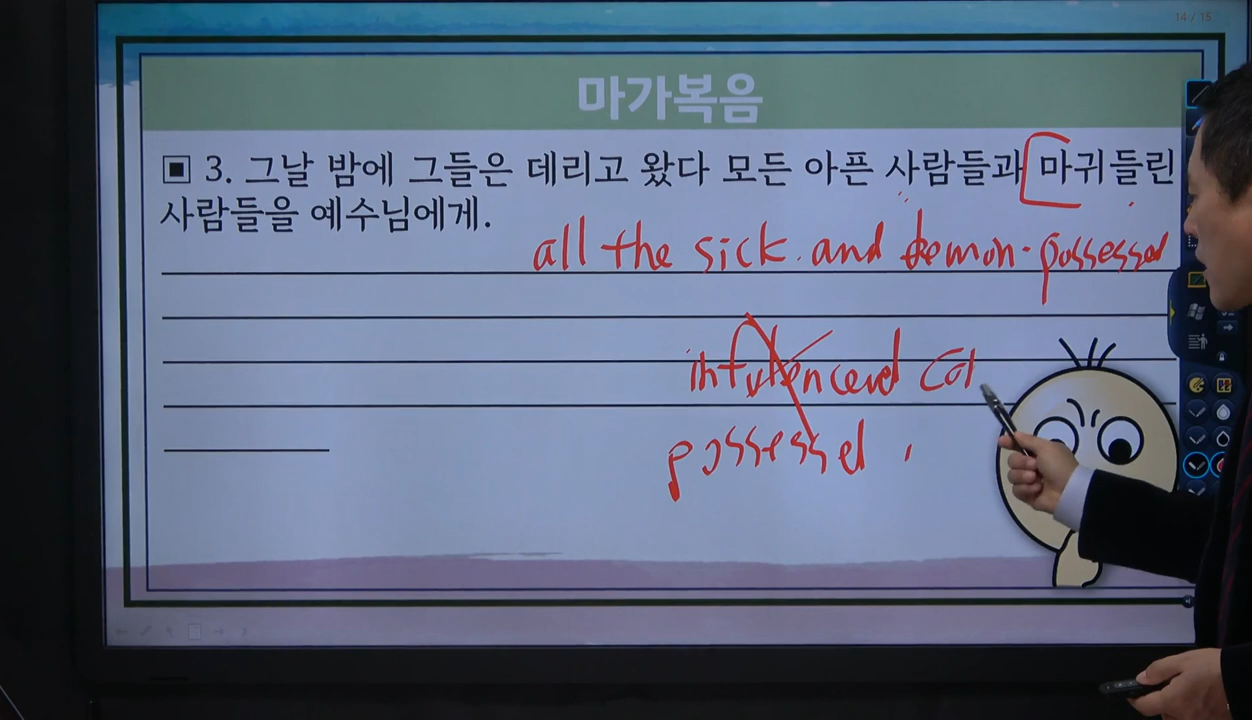 14 / 15
마가복음
▣ 3. 그날 밤에 그들은 데리고 왔다 모든 아픈 사람들과 마귀들린
사람들을 예수님에게.
all the sick and demon-possessed
possessed